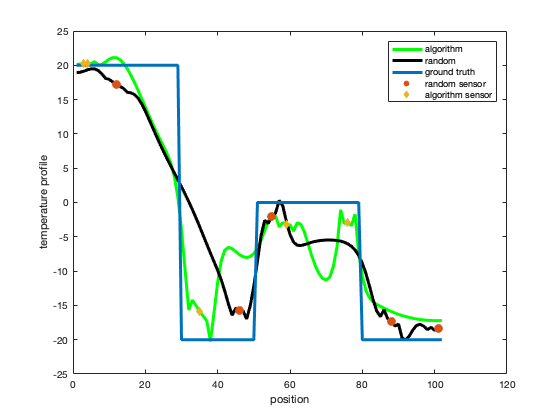 25
20
15
10
5
0
-5
-10
-15
-20
-25
temperature profile
0
20
40
60
80
100
120
position
algorithm
random
ground truth
random sensor
algorithm sensor